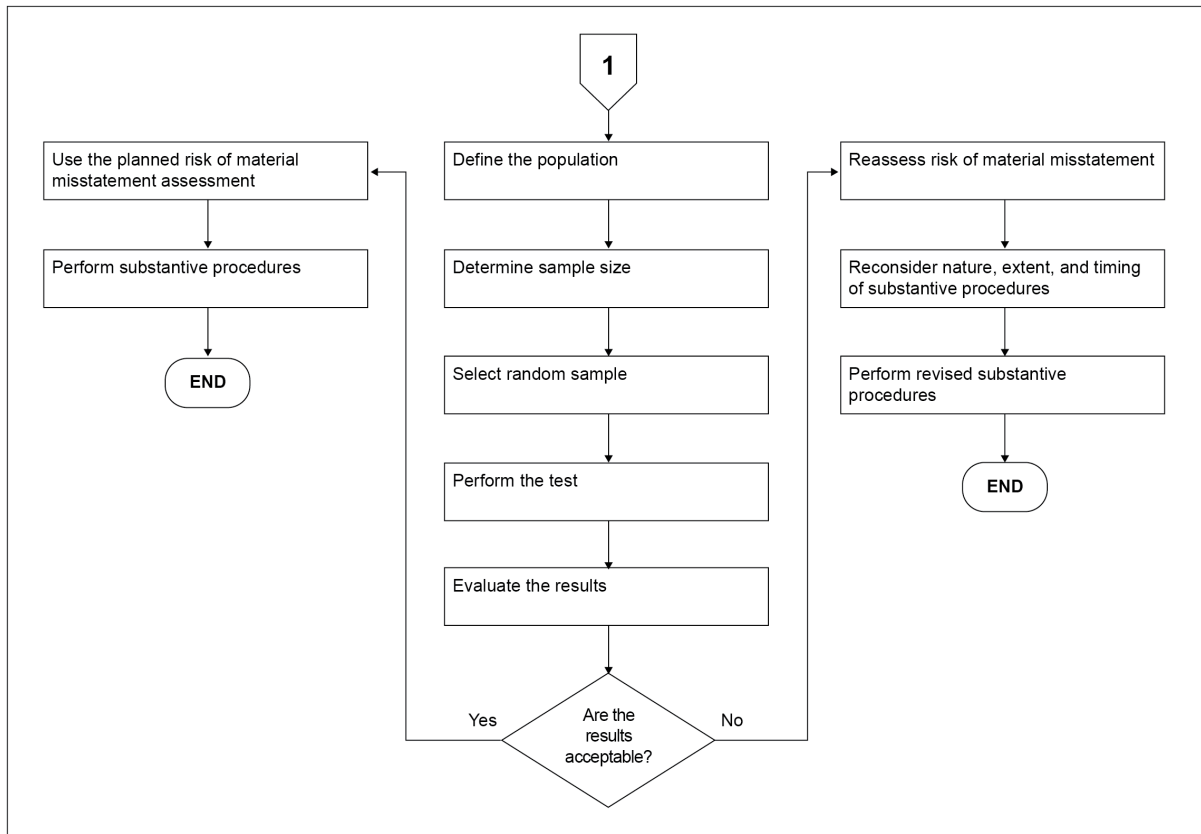 1
Define the population
Determine sample size
Select random sample
Perform the test
Evaluate the results
Are the
results
acceptable?
Yes
Use the planned risk of material
misstatement assessment
Perform substantive procedures
END
No
Reassess risk of material misstatement
Reconsider nature, extent, and timing
of substantive procedures
Perform revised substantive
procedures
END